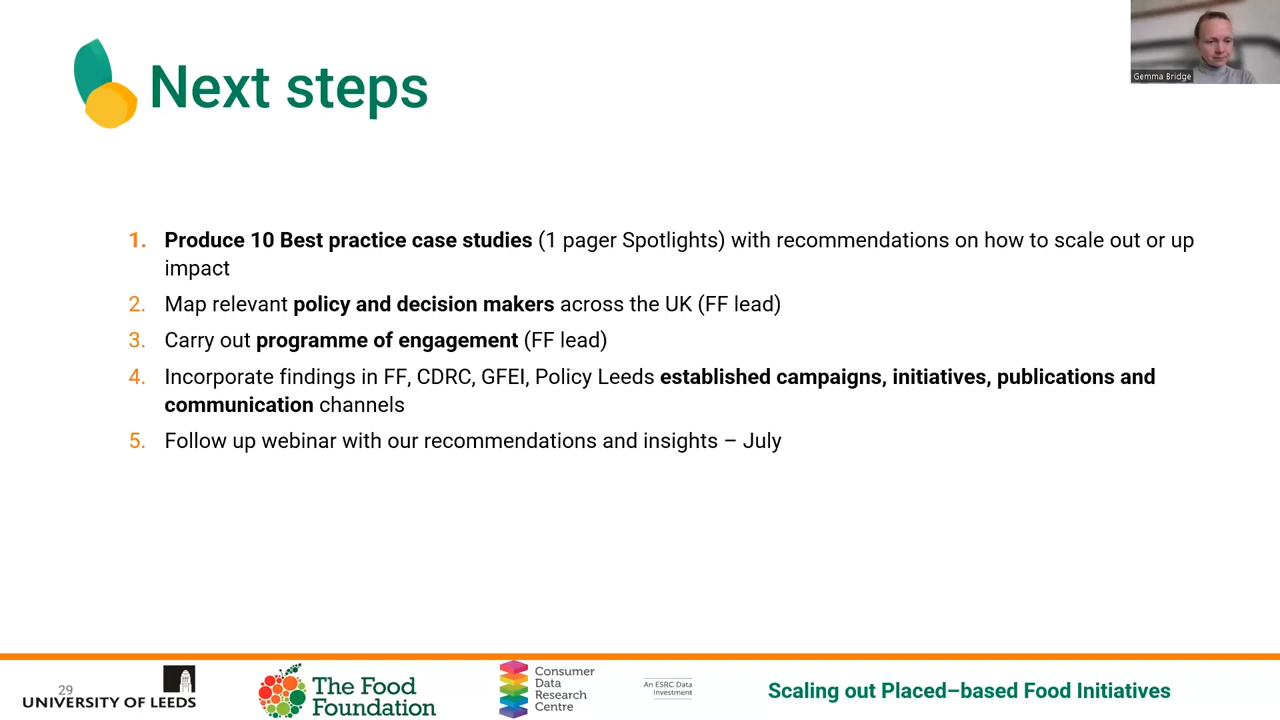 Next steps
Gemma Bridge
1. Produce 10 Best practice case studies (1 pager Spotlights) with recommendations on how to scale out or up
impact
2. Map relevant policy and decision makers across the UK (FF lead)
3. Carry out programme of engagement (FF lead)
4. Incorporate findings in FF, CDRC, GFEI, Policy Leeds established campaigns, initiatives, publications and
communication channels
5. Follow up webinar with our recommendations and insights – July
29
UNIVERSITY OF LEEDS
The Food
Foundation
Consumer
Data
Research
Centre
An ESRC Data
Investment
Scaling out Placed–based Food Initiatives